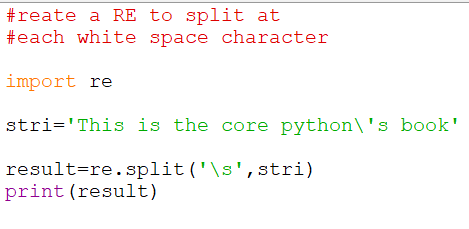 #reate a RE to split at
#each white space character
import re
stri='This is the core python\'s book'
result=re.split('\s',stri)
print(result)